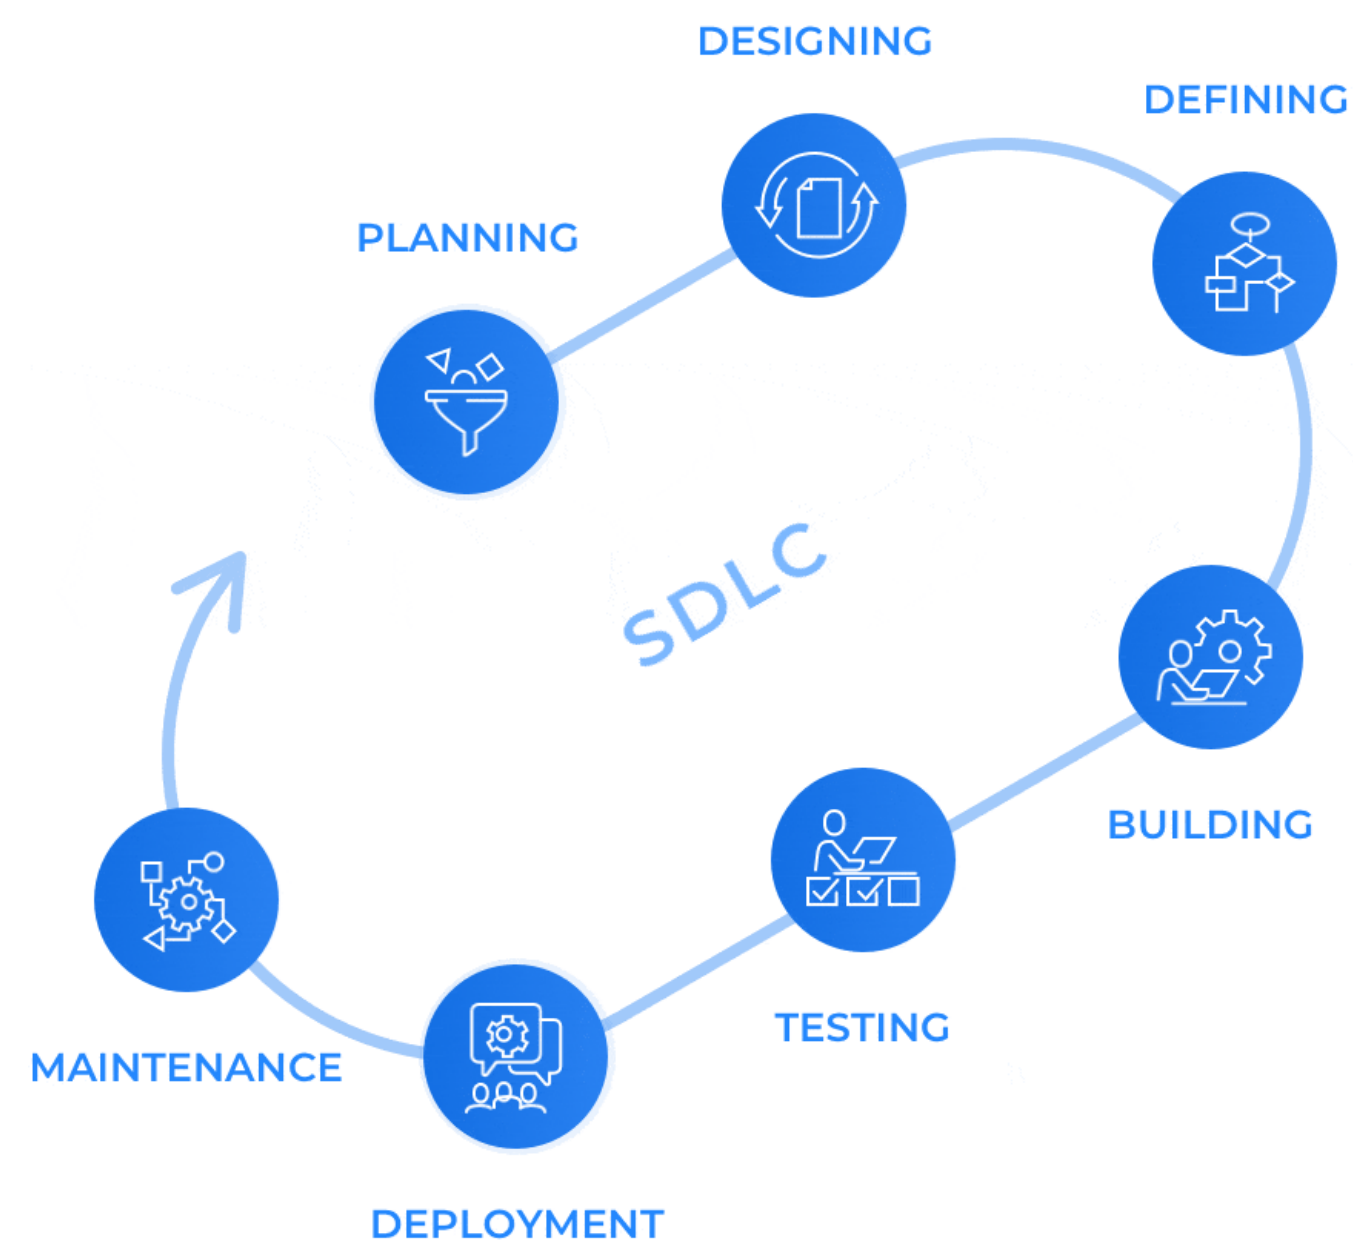 DESIGNING
DEFINING
PLANNING
SDLC
BUILDING
TESTING
MAINTENANCE
DEPLOYMENT